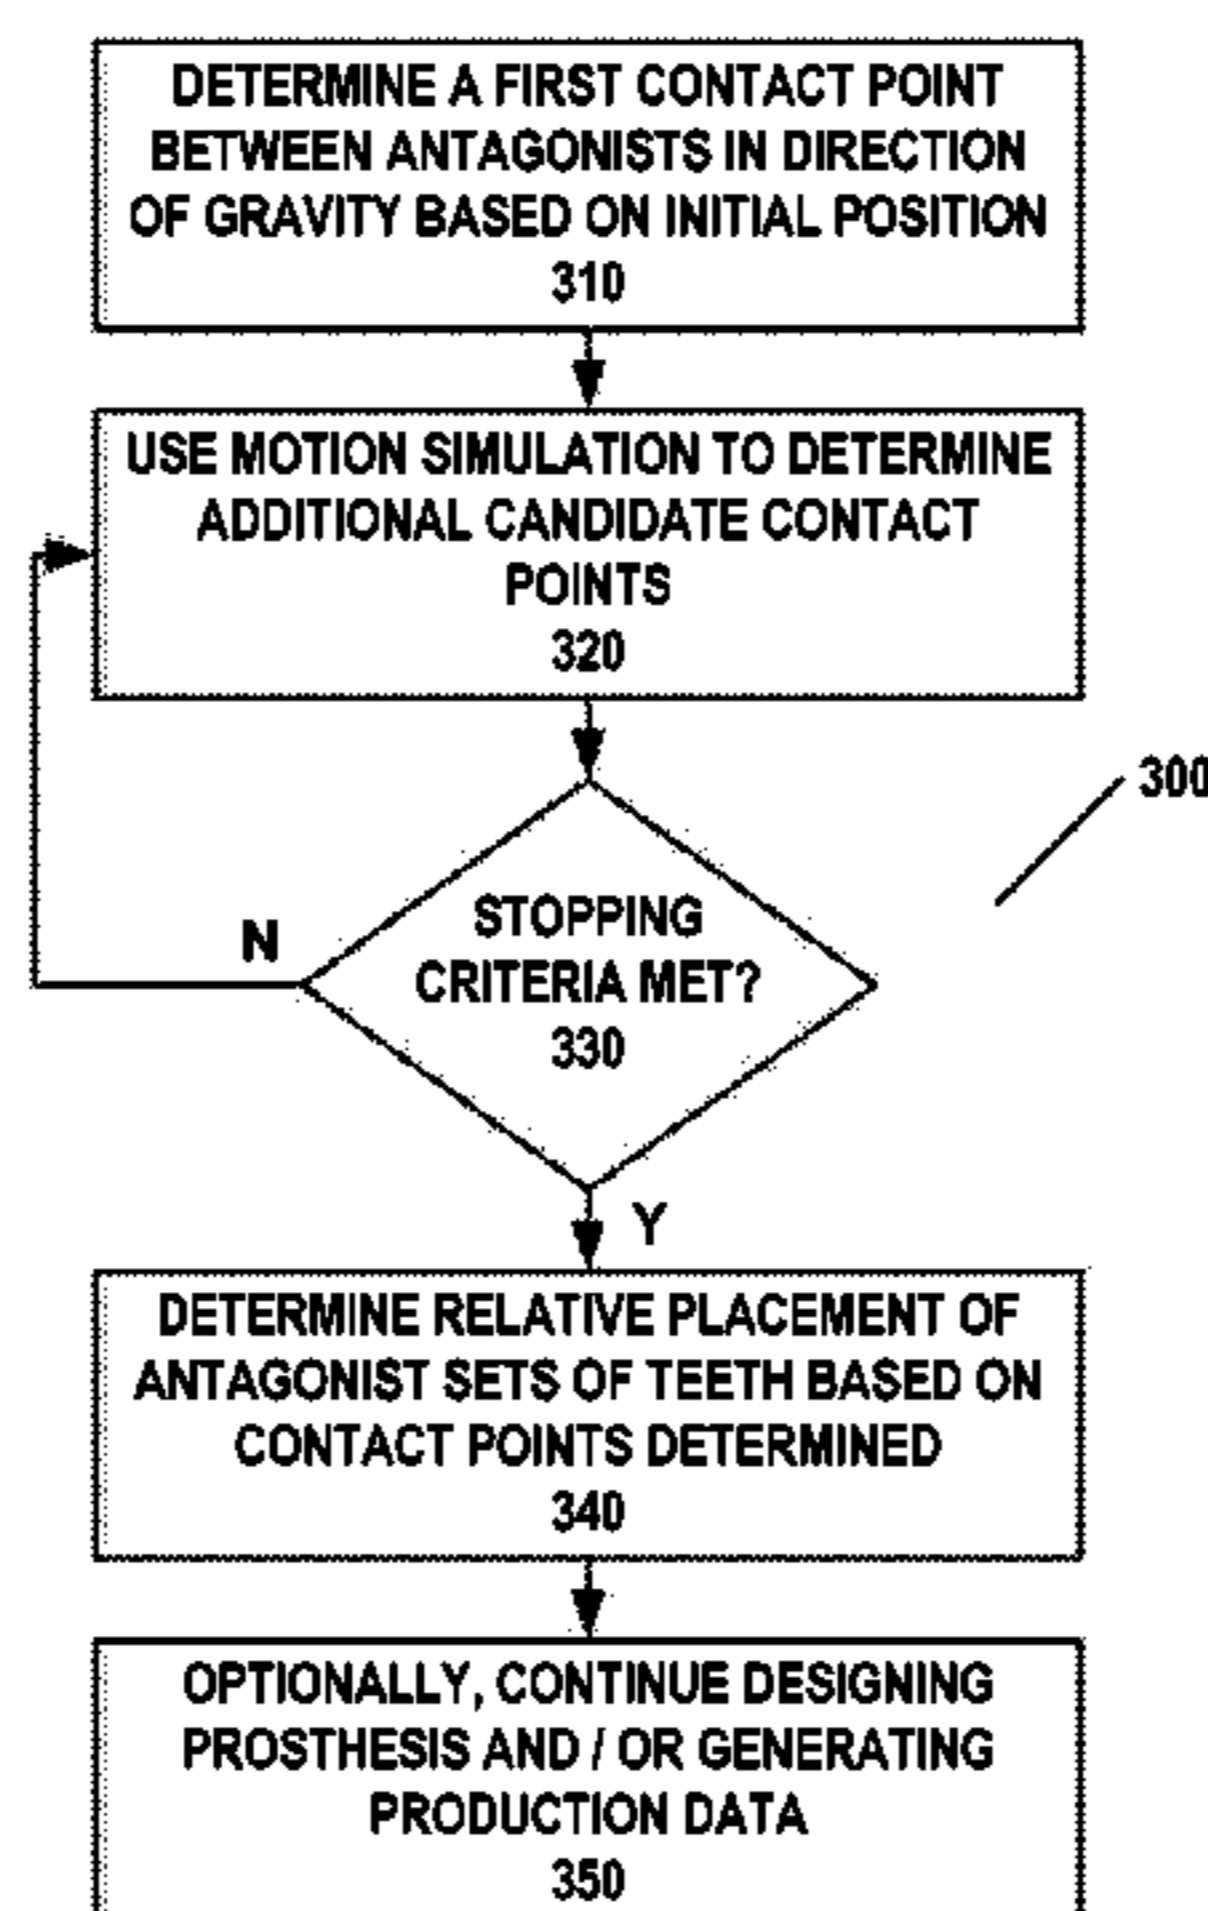 DETERMINE A FIRST CONTACT POINT
BETWEEN ANTAGONISTS IN DIRECTION
OF GRAVITY BASED ON INITIAL POSITION
310
USE MOTION SIMULATION TO DETERMINE
ADDITIONAL CANDIDATE CONTACT
POINTS
320
300
STOPPING
CRITERIA MET?
330
N
Y
DETERMINE RELATIVE PLACEMENT OF
ANTAGONIST SETS OF TEETH BASED ON
CONTACT POINTS DETERMINED
340
OPTIONALLY, CONTINUE DESIGNING
PROSTHESIS AND / OR GENERATING
PRODUCTION DATA
350